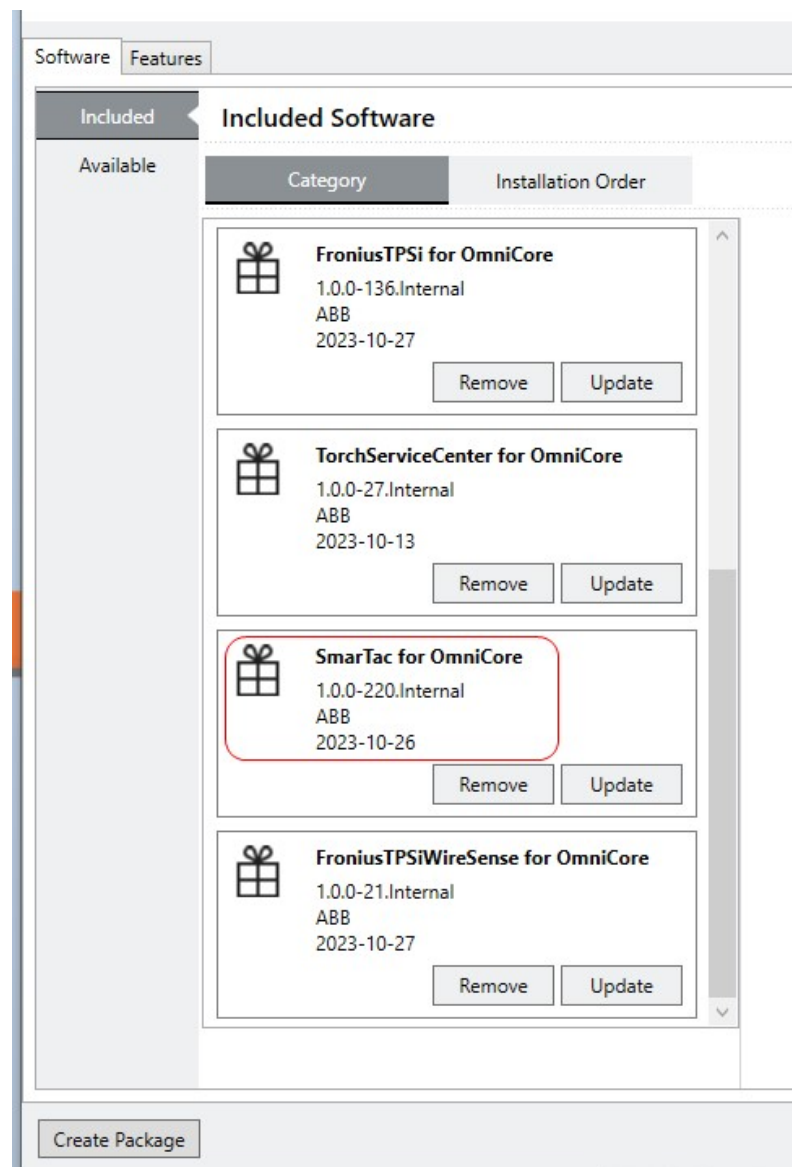 Software Features
Included
Included Software
Available
Category Installation Order
FroniusTPSi for OmniCore
1.0.0-136.Internal
ABB
2023-10-27
Remove Update
TorchServiceCenter for OmniCore
1.0.0-27.Internal
ABB
2023-10-13
Remove Update
SmarTac for OmniCore
1.0.0-220.Internal
ABB
2023-10-26
Remove Update
FroniusTPSiWireSense for OmniCore
1.0.0-21.Internal
ABB
2023-10-27
Remove Update
Create Package